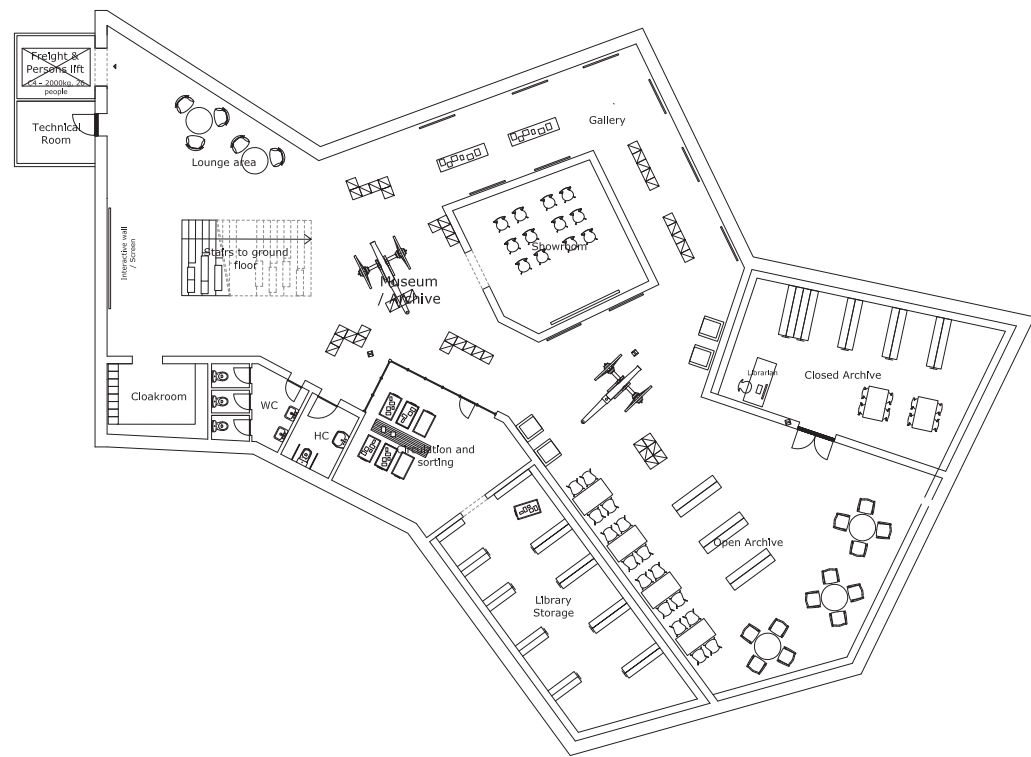 Freight &
Persons lift
C4 – 2000kg, 26
people
Technical
Room
Lounge area
Gallery
Interactive wall
/ Screen
Stairs to ground
floor
Showroom
Museum
/ Archive
Librarian
Closed Archive
Cloakroom
WC
HC
Circulation and
sorting
Open Archive
Library
Storage